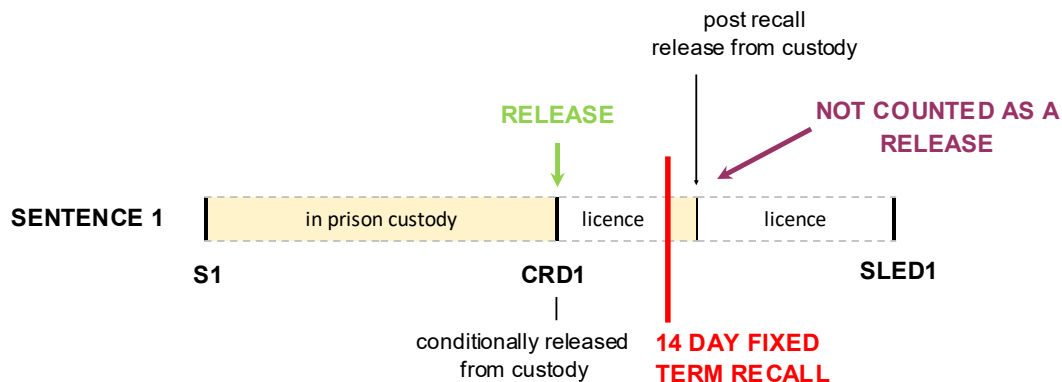 post recall
release from custody
RELEASE
NOT COUNTED AS A
RELEASE
SENTENCE 1
in prison custody
licence
licence
S1
CRD1
SLED1
conditionally released
from custody
14 DAY FIXED
TERM RECALL